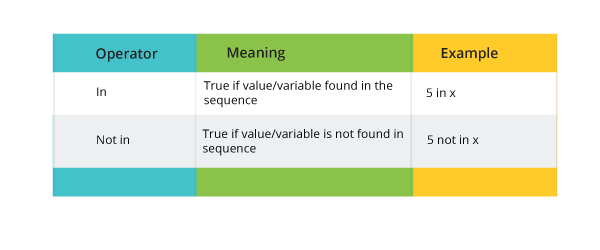 Operator Meaning Example
In True if value/variable found in the
sequence 5 in x
Not in True if value/variable is not found in
sequence 5 not in x